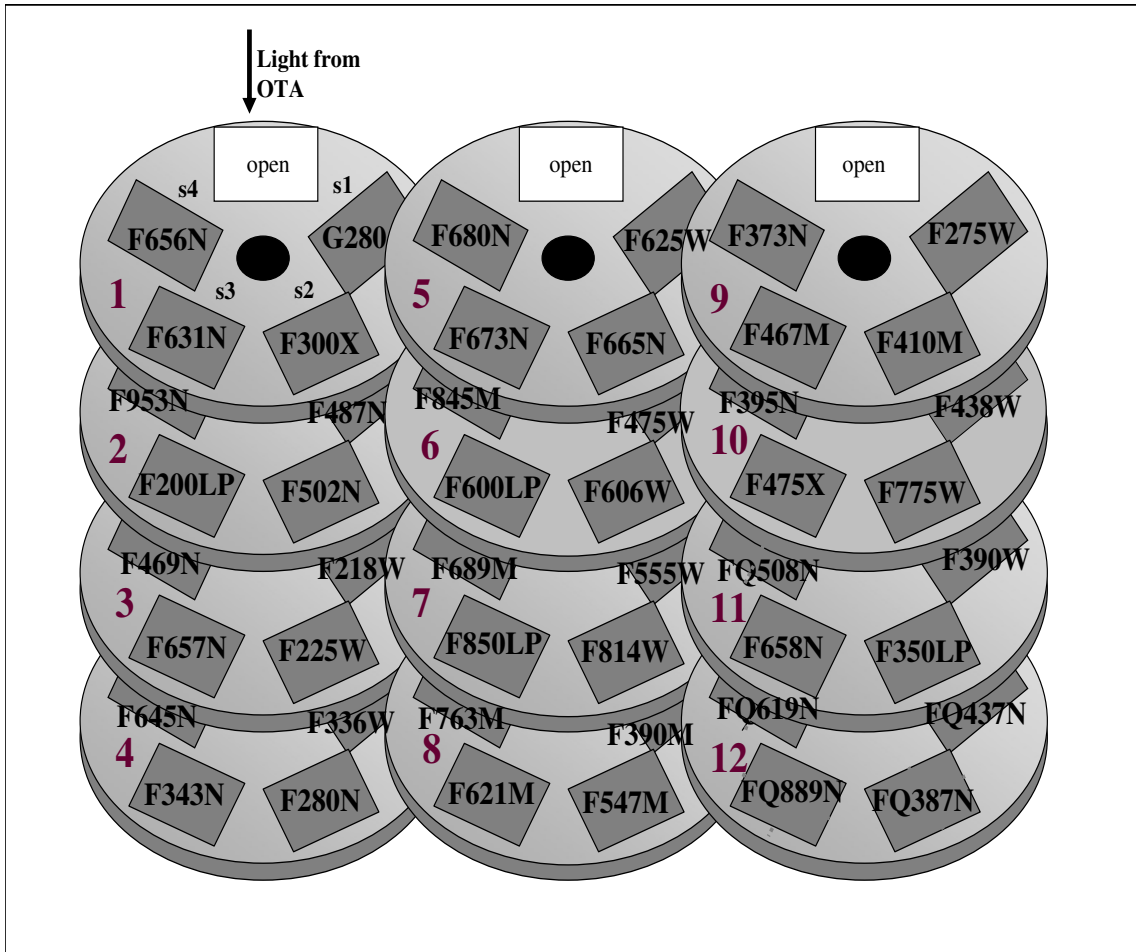 Light from
OTA
open
open
open
s4
s1
F656N
G280
F680N
F625W
F373N
F275W
1
s3
s2
5
9
F631N
F300X
F673N
F665N
F467M
F410M
F953N
F487N
F845M
F475W
F395N
F438W
2
6
10
F200LP
F502N
F600LP
F606W
F475X
F775W
F469N
F218W
F689M
F555W
FQ508N
F390W
3
7
11
F657N
F225W
F850LP
F814W
F658N
F350LP
F645N
F336W
F763M
F390M
FQ619N
FQ437N
4
8
12
F343N
F280N
F621M
F547M
FQ889N
FQ387N